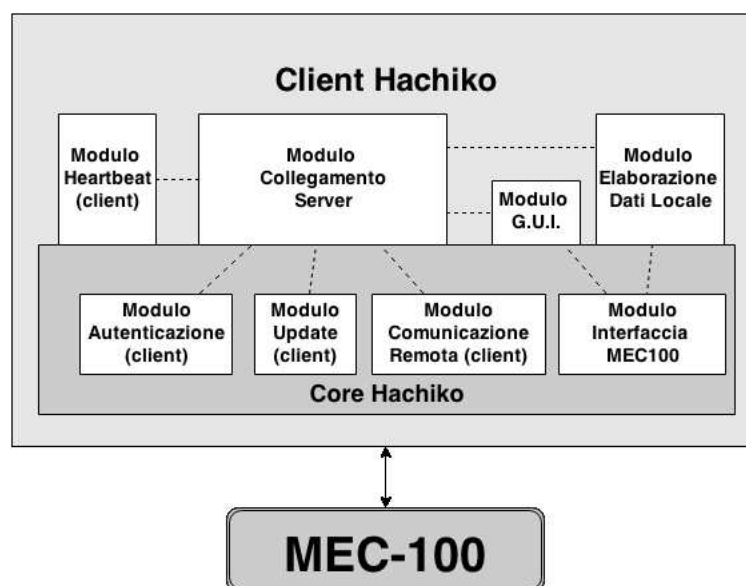 Client Hachiko
Modulo
Heartbeat
(client)
Modulo
Collegamento
Server
Modulo
G.U.I.
Modulo
Elaborazione
Dati Locale
Modulo
Autenticazione
(client)
Modulo
Update
(client)
Modulo
Comunicazione
Remota (client)
Modulo
Interfaccia
MEC100
Core Hachiko
MEC-100